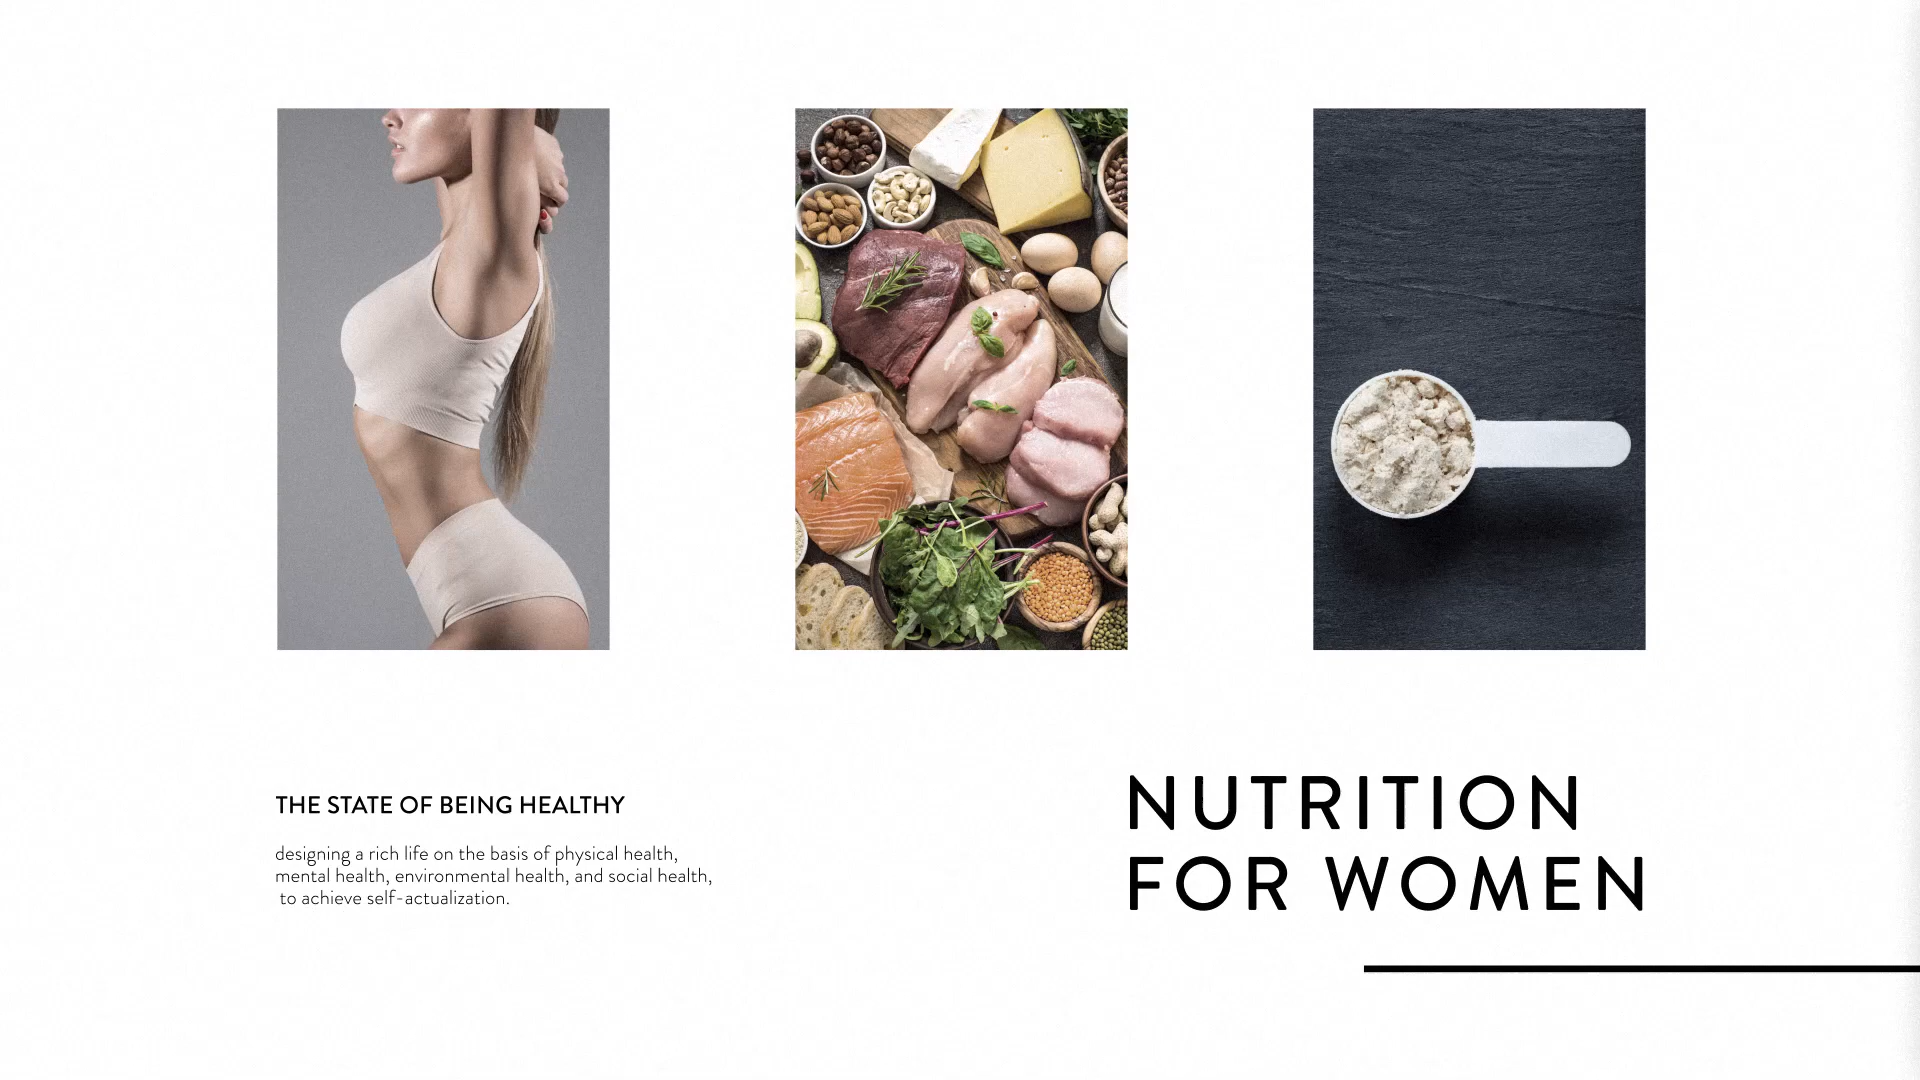 THE STATE OF BEING HEALTHY
designing a rich life on the basis of physical health,
mental health, environmental health, and social health,
to achieve self-actualization.
NUTRITION
FOR WOMEN